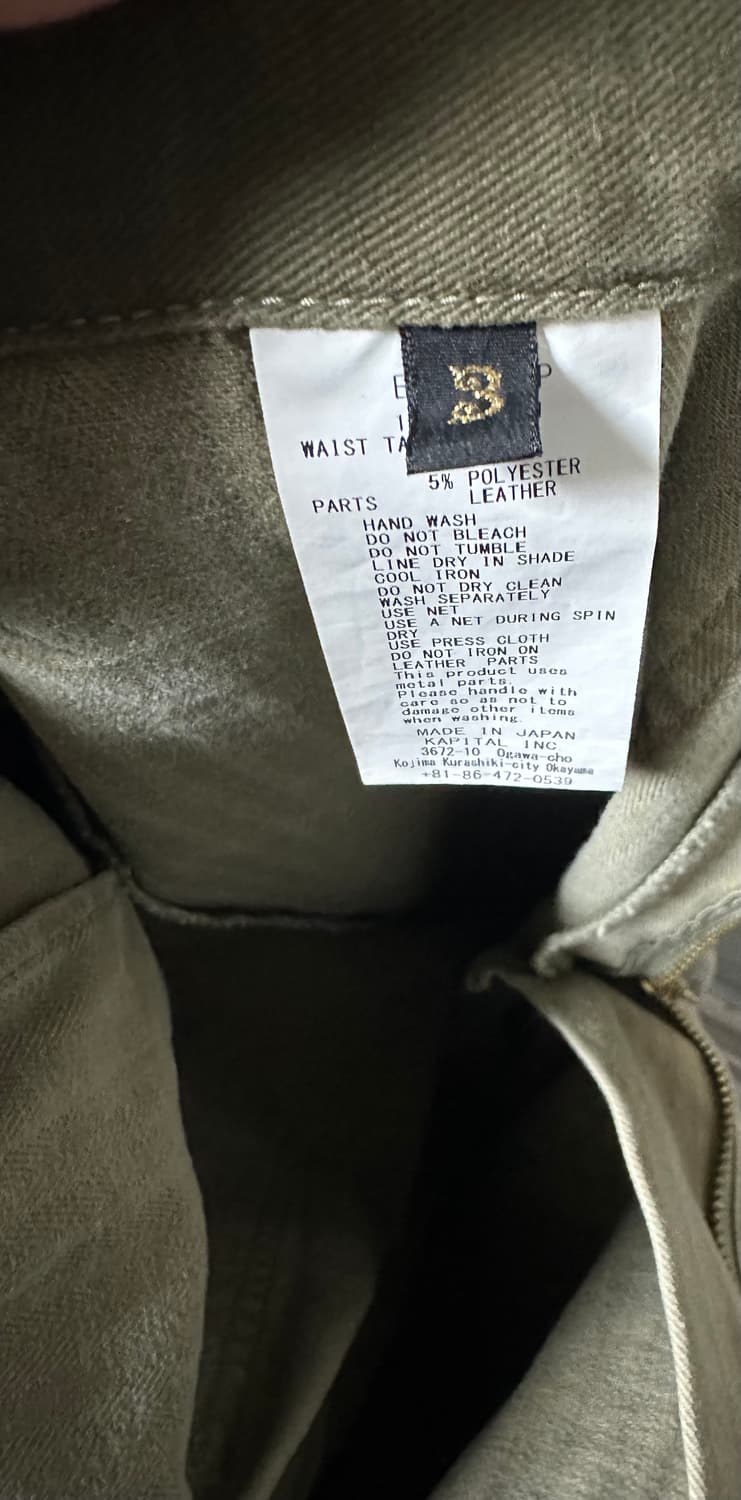 3
WAIST
5% POLYESTER
LEATHER
PARTS
HAND WASH
DO NOT BLEACH
DO NOT TUMBLE
LINE DRY IN SHADE
COOL IRON
DO NOT DRY CLEAN
WASH SEPARATELY
USE NET
USE A NET DURING SPIN
DRY
USE PRESS CLOTH
DO NOT IRON ON
LEATHER PARTS
This product uses
metal parts.
Please handle with
care so as not to
damage other items
when washing.
MADE IN JAPAN
KAPITAL INC.
3672-10 Ogawa-cho
Kojima Kurashiki-city Okayama
+81-86-472-0539